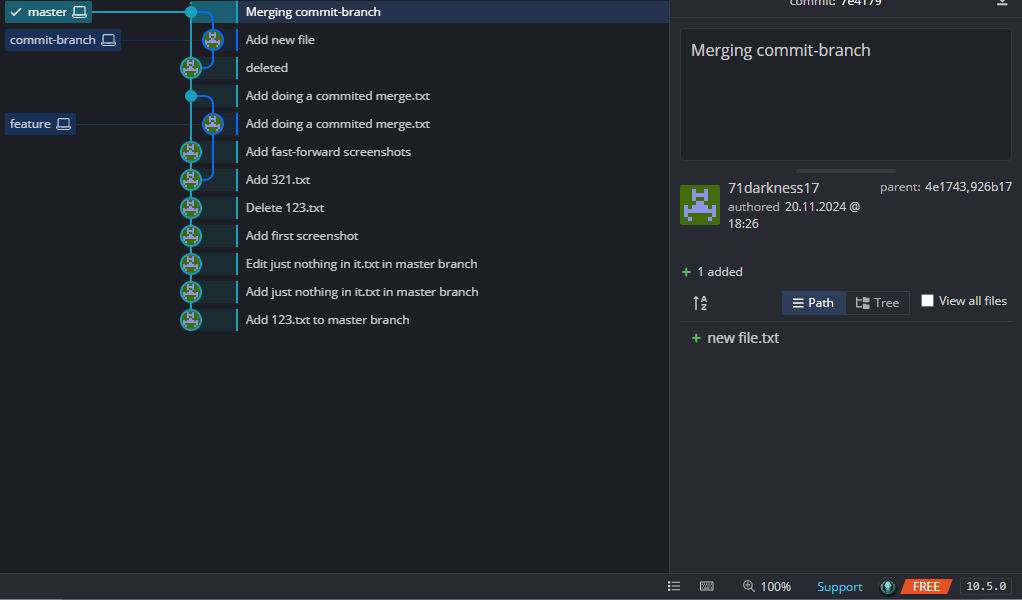 master
Merging commit-branch
commit-branch
Add new file
deleted
Add doing a commited merge.txt
feature
Add doing a commited merge.txt
Add fast-forward screenshots
Add 321.txt
Delete 123.txt
Add first screenshot
Edit just nothing in it.txt in master branch
Add just nothing in it.txt in master branch
Add 123.txt to master branch
commit: 7e4179
Merging commit-branch
71darkness17
parent: 4e1743,926b17
authored 20.11.2024 @
18:26
+ 1 added
A
Z
Path
Tree
View all files
+ new file.txt
100%
Support
FREE
10.5.0